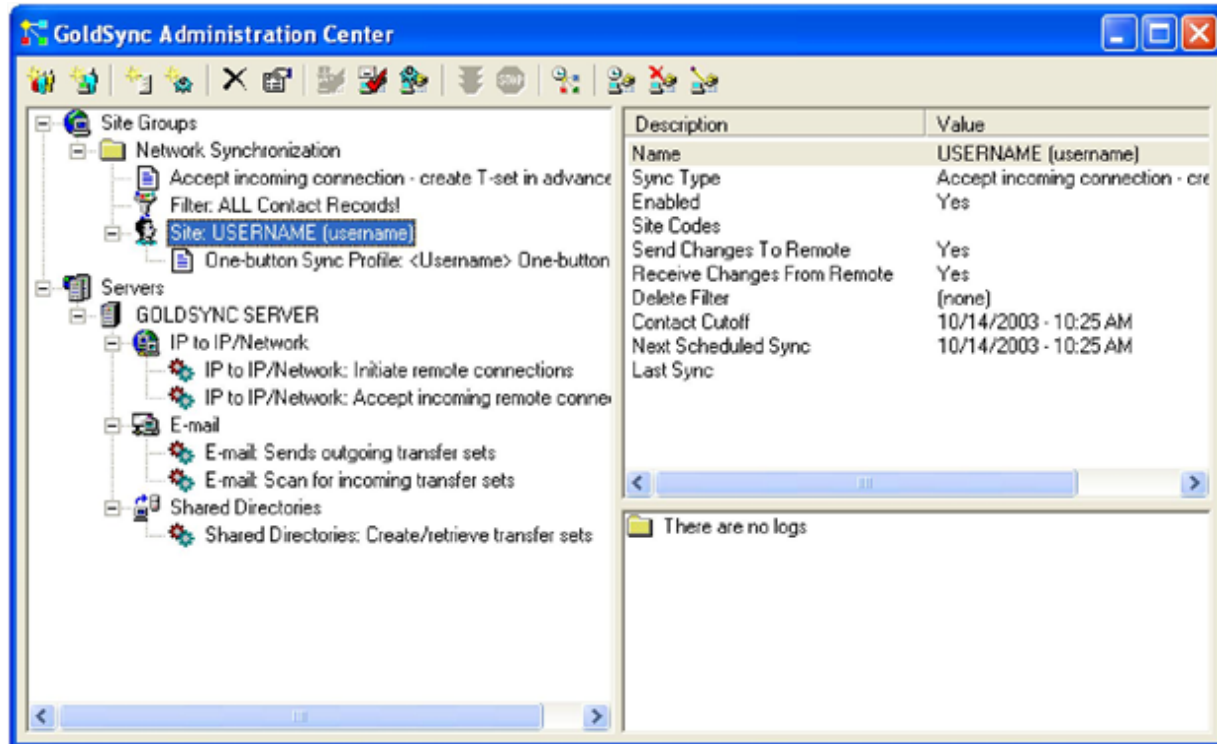 GoldSync Administration Center
STOP
Site Groups
Network Synchronization
Accept incoming connection - create T-set in advance
Filter: ALL Contact Records!
Site: USERNAME (username)
One-button Sync Profile: <Username> One-button
Servers
GOLDSYNC SERVER
IP to IP/Network
IP to IP/Network: Initiate remote connections
IP to IP/Network: Accept incoming remote conne
E-mail
E-mail: Sends outgoing transfer sets
E-mail: Scan for incoming transfer sets
Shared Directories
Shared Directories: Create/retrieve transfer sets
Description Value
Name USERNAME (username)
Sync Type Accept incoming connection - cre
Enabled Yes
Site Codes
Send Changes To Remote Yes
Receive Changes From Remote Yes
Delete Filter (none)
Contact Cutoff 10/14/2003 - 10:25 AM
Next Scheduled Sync 10/14/2003 - 10:25 AM
Last Sync
There are no logs